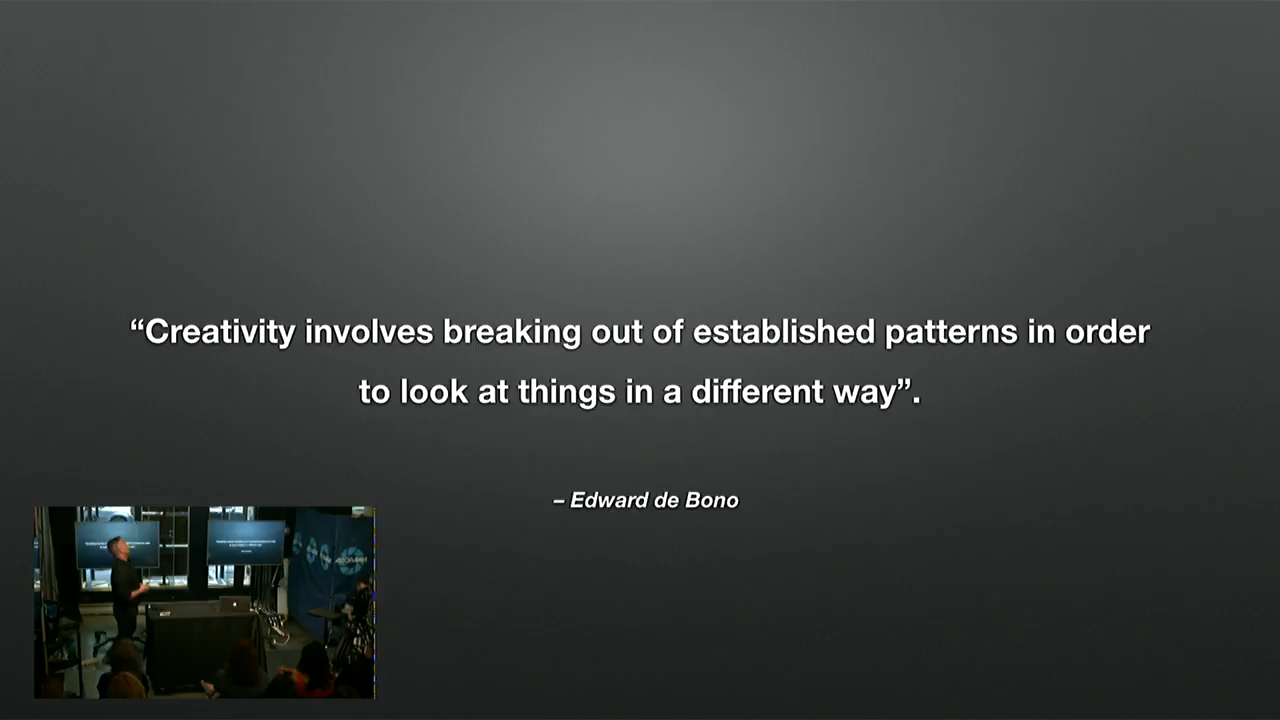 “Creativity involves breaking out of established patterns in order
to look at things in a different way”.
– Edward de Bono